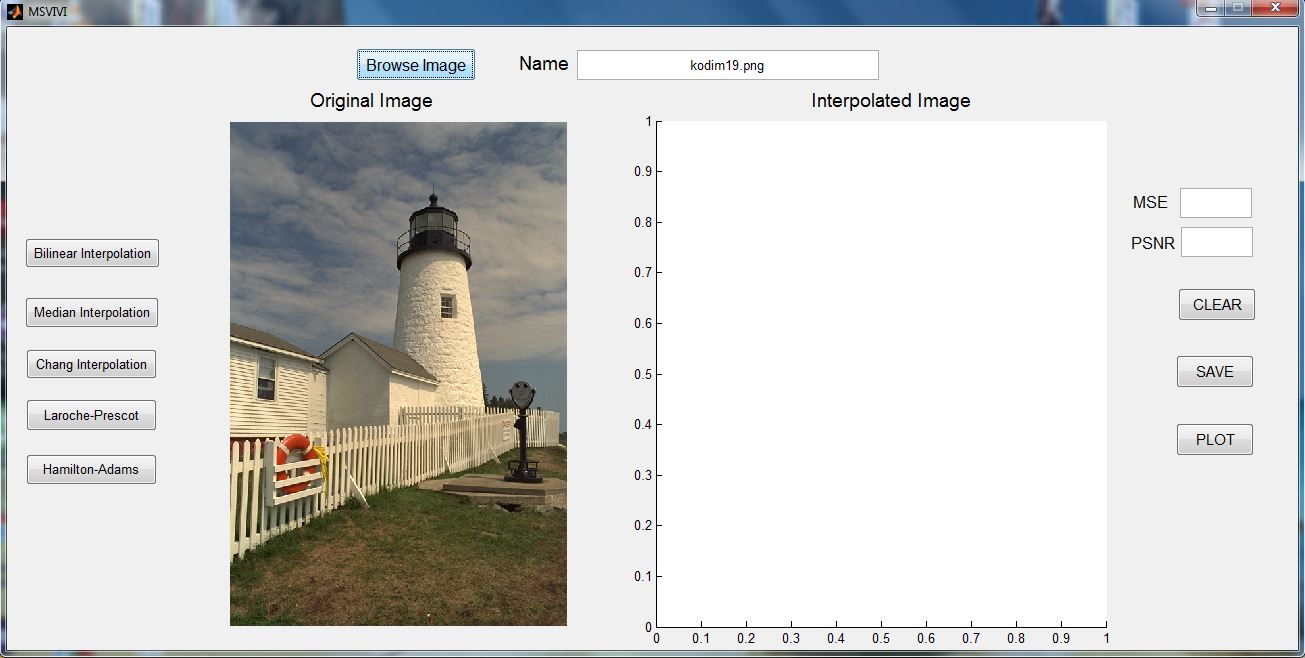 MSVIVI
Browse Image
Name
kodim19.png
Original Image
Interpolated Image
Bilinear Interpolation
Median Interpolation
Chang Interpolation
Laroche-Prescot
Hamilton-Adams
1
0.9
0.8
0.7
0.6
0.5
0.4
0.3
0.2
0.1
0
0 0.1 0.2 0.3 0.4 0.5 0.6 0.7 0.8 0.9 1
MSE
PSNR
CLEAR
SAVE
PLOT